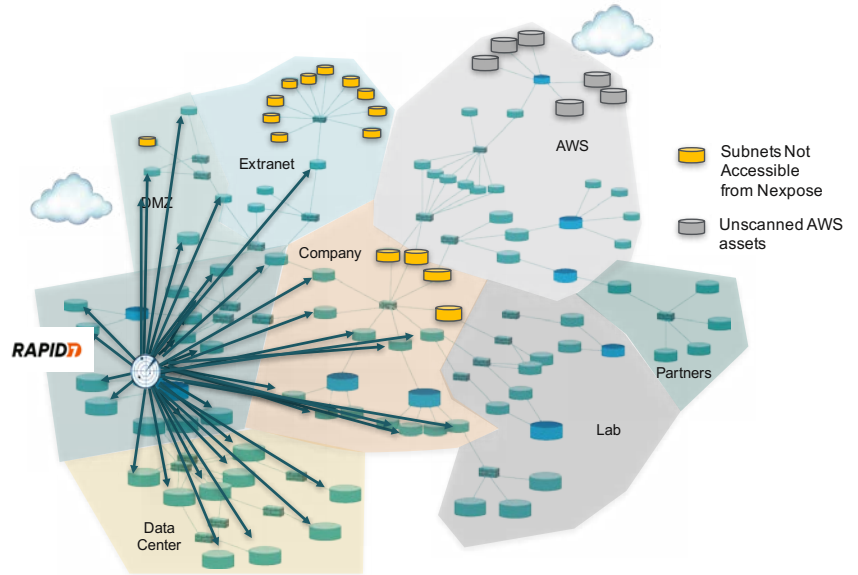 Extranet
AWS
DMZ
Company
Partners
Lab
Data
Center
RAPID7
Subnets Not
Accessible
from Nexpose
Unscanned AWS
assets